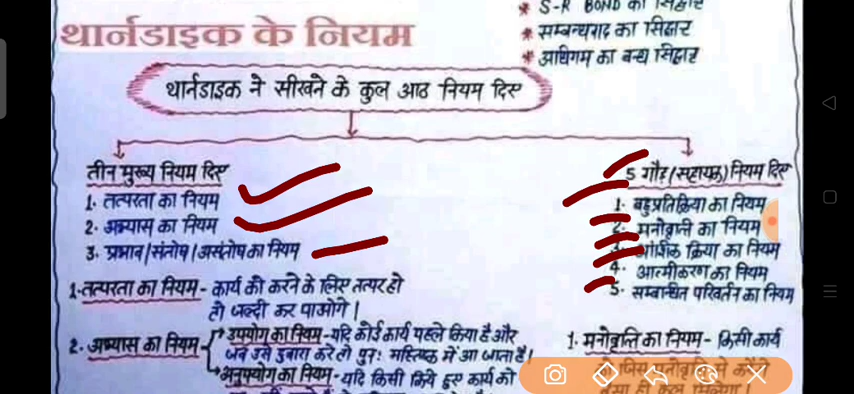 * S-R BOND का सिद्धांत
थार्नडाइक के नियम
* सम्बन्धवाद का सिद्धांत
* अधिगम का बन्ध सिद्धांत
थार्नडाइक ने सीखने के कुल आठ नियम दिए
तीन मुख्य नियम दिए
1. तत्परता का नियम
2. अभ्यास का नियम
3. प्रभाव/संतोष/असंतोष का नियम
5 गौण (सहायक) नियम दिए
1. बहुप्रतिक्रिया का नियम
2. मनोवृत्ति का नियम
3. आंशिक क्रिया का नियम
4. आत्मीकरण का नियम
5. सम्बन्धित परिवर्तन का नियम
1. तत्परता का नियम - कार्य की करने के लिए तत्पर हो
तो जल्दी कर पाओगे।
2. अभ्यास का नियम - उपयोग का नियम - यदि कोई कार्य पहले किया है और
जब उसे दुबारा करे तो पुनः मस्तिष्क में आ जाता है।
अनुपयोग का नियम - यदि किसी किये हुए कार्य को
1. मनोवृत्ति का नियम - किसी कार्य
को जिस मनोवृत्ति से करेंगे